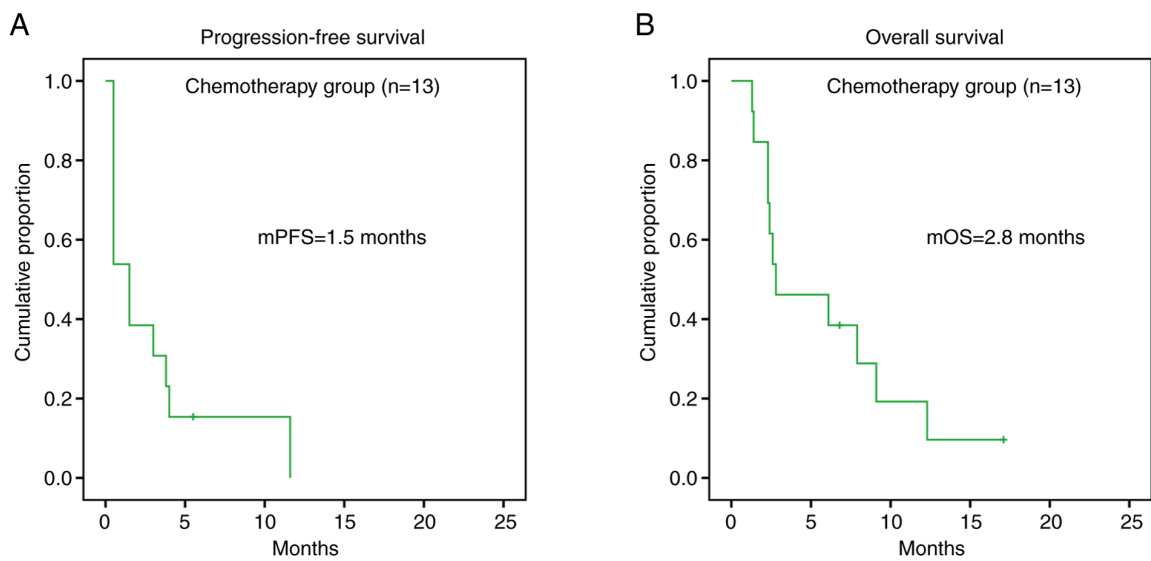 A
Progression-free survival
Chemotherapy group (n=13)
mPFS=1.5 months
Cumulative proportion
1.0
0.8
0.6
0.4
0.2
0.0
0 5 10 15 20 25
Months
B
Overall survival
Chemotherapy group (n=13)
mOS=2.8 months
Cumulative proportion
1.0
0.8
0.6
0.4
0.2
0.0
0 5 10 15 20 25
Months